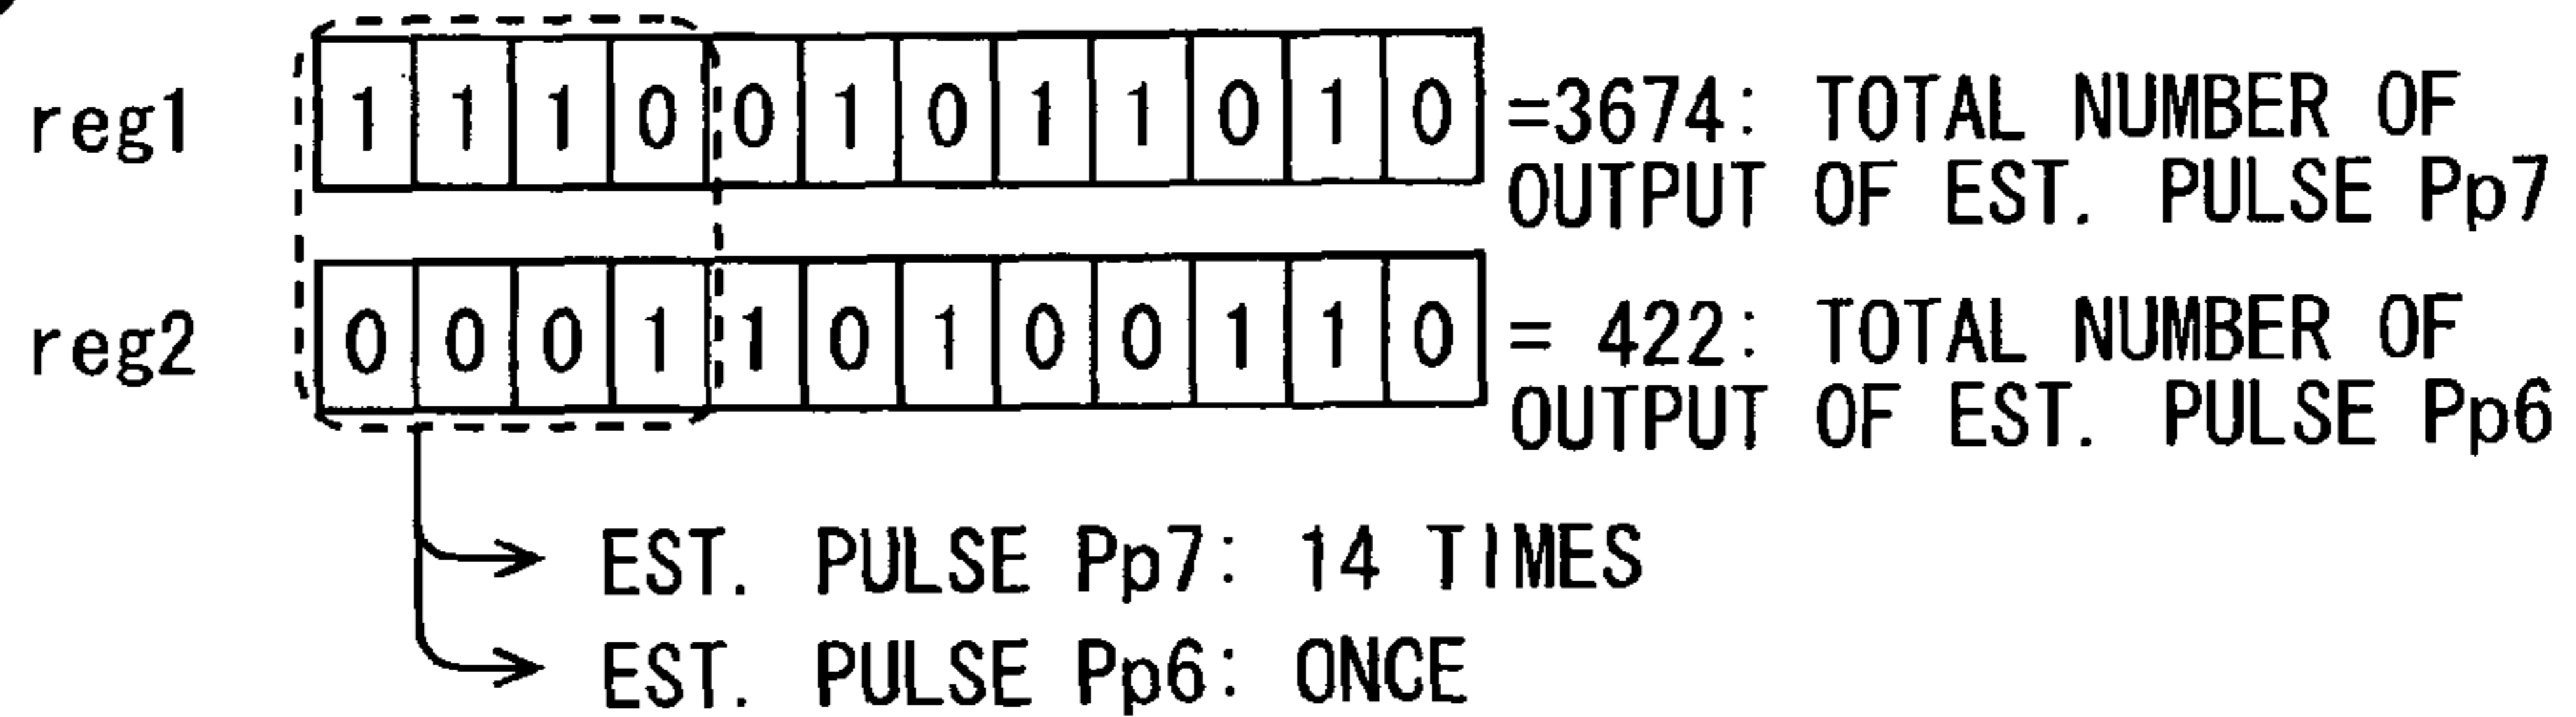 reg1 1 1 1 0 0 1 0 1 1 0 1 0 =3674: TOTAL NUMBER OF
OUTPUT OF EST. PULSE Pp7
reg2 0 0 0 1 1 0 1 0 0 1 1 0 = 422: TOTAL NUMBER OF
OUTPUT OF EST. PULSE Pp6
EST. PULSE Pp7: 14 TIMES
EST. PULSE Pp6: ONCE